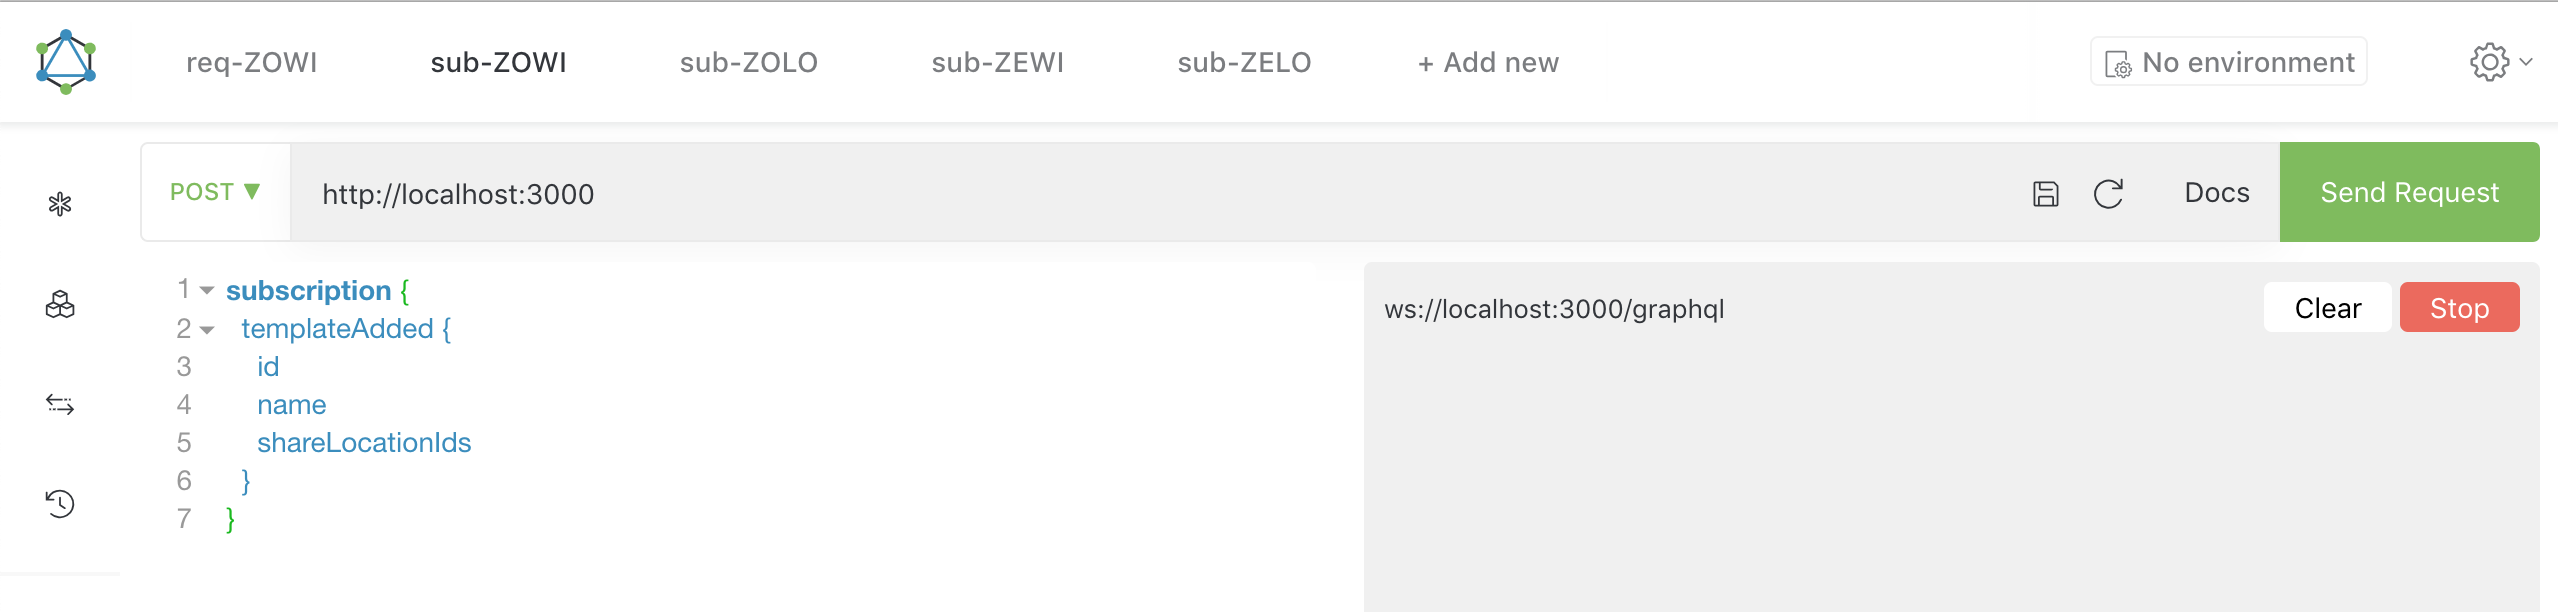 req-ZOWI sub-ZOWI sub-ZOLO sub-ZEWI sub-ZELO + Add new No environment
POST ▼ http://localhost:3000 Docs Send Request
1 subscription {
2 templateAdded {
3 id
4 name
5 shareLocationIds
6 }
7 }
ws://localhost:3000/graphql Clear Stop